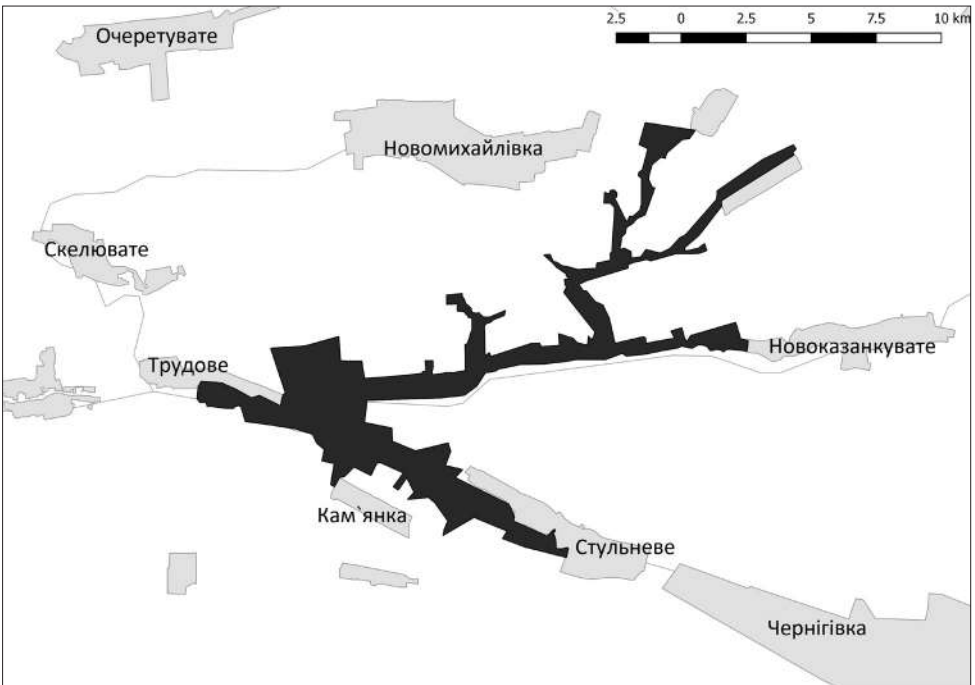 2.5 0 2.5 5 7.5 10 km
Очеретувате
Новомихайлівка
Скелювате
Новоказанкувате
Трудове
Кам`янка
Стульневе
Чернігівка